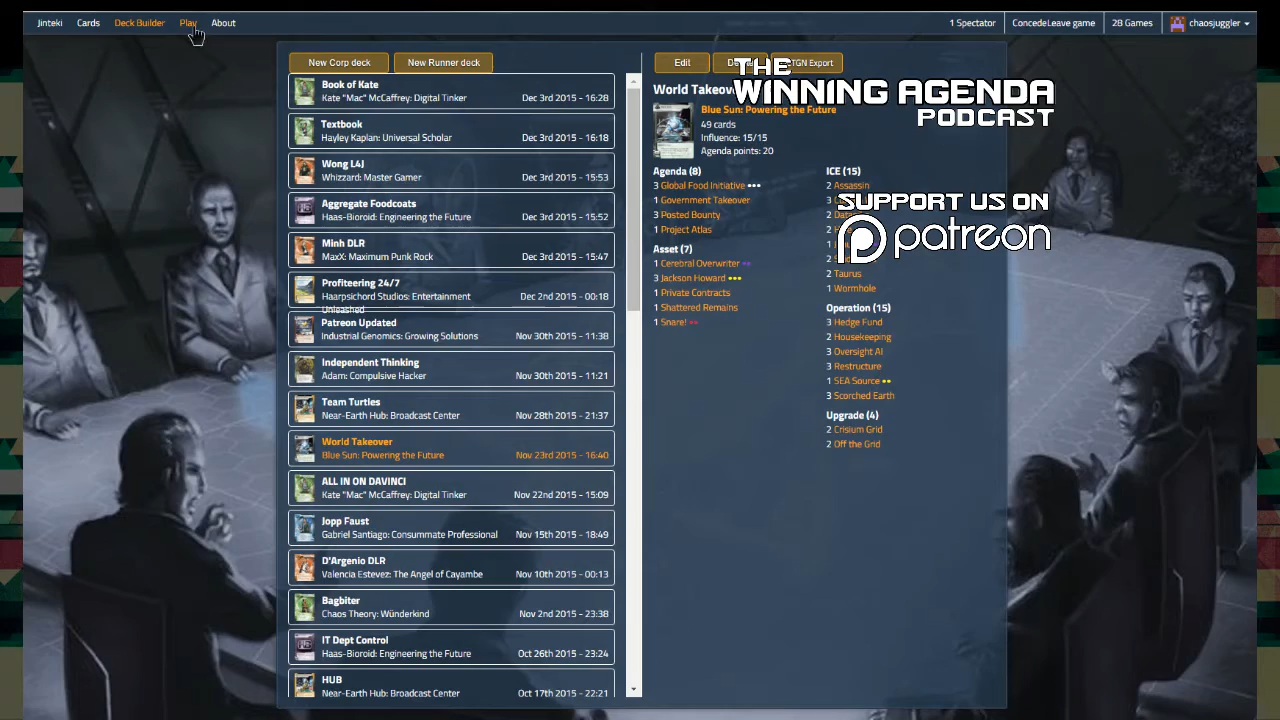 Jinteki Cards Deck Builder Play About
1 Spectator ConcedeLeave game 28 Games chaosjuggler
New Corp deck New Runner deck
Book of Kate
Kate "Mac" McCaffrey: Digital Tinker Dec 3rd 2015 - 16:28
Textbook
Hayley Kaplan: Universal Scholar Dec 3rd 2015 - 16:18
Wong L4J
Whizzard: Master Gamer Dec 3rd 2015 - 15:53
Aggregate Foodcoats
Haas-Bioroid: Engineering the Future Dec 3rd 2015 - 15:52
Minh DLR
MaxX: Maximum Punk Rock Dec 3rd 2015 - 15:47
Profiteering 24/7
Haarpsichord Studios: Entertainment Unleashed Dec 2nd 2015 - 00:18
Patreon Updated
Industrial Genomics: Growing Solutions Nov 30th 2015 - 11:38
Independent Thinking
Adam: Compulsive Hacker Nov 30th 2015 - 11:21
Team Turtles
Near-Earth Hub: Broadcast Center Nov 28th 2015 - 21:37
World Takeover
Blue Sun: Powering the Future Nov 23rd 2015 - 16:40
ALL IN ON DAVINCI
Kate "Mac" McCaffrey: Digital Tinker Nov 22nd 2015 - 15:09
Jopp Faust
Gabriel Santiago: Consummate Professional Nov 15th 2015 - 18:49
D'Argenio DLR
Valencia Estevez: The Angel of Cayambe Nov 10th 2015 - 00:13
Bagbiter
Chaos Theory: Wünderkind Nov 2nd 2015 - 23:38
IT Dept Control
Haas-Bioroid: Engineering the Future Oct 26th 2015 - 23:24
HUB
Near-Earth Hub: Broadcast Center Oct 17th 2015 - 22:21
Edit Export
World
Blue Sun: Powering the Future
49 cards
Influence: 15/15
Agenda points: 20
Agenda (8)
3 Global Food Initiative
1 Government Takeover
3 Posted Bounty
1 Project Atlas
Asset (7)
1 Cerebral Overwriter
3 Jackson Howard
1 Private Contracts
1 Shattered Remains
1 Snare!
ICE (15)
2 Assassin
2 Taurus
1 Wormhole
Operation (15)
3 Hedge Fund
2 Housekeeping
3 Oversight AI
3 Restructure
1 SEA Source
3 Scorched Earth
Upgrade (4)
2 Crisium Grid
2 Off the Grid
THE
WINNING AGENDA
PODCAST
SUPPORT US ON
patreon